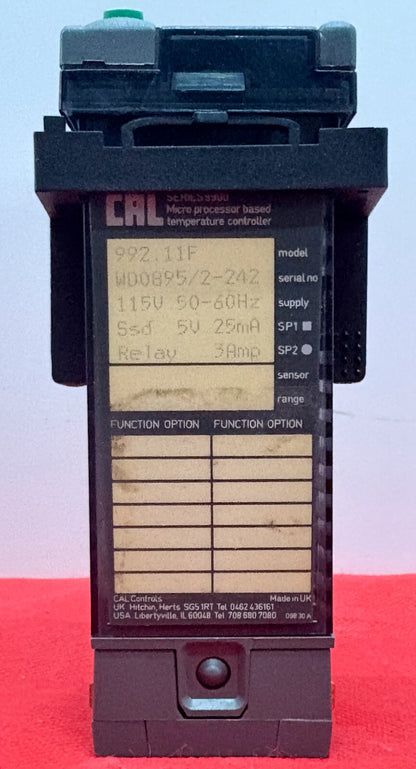 CAL
SERIES 9900
Micro processor based
temperature controller
992.11F model
WD0895/2-242 serial no
115V 50-60Hz supply
Ssd 5V 25mA SP1
Relay 3Amp SP2
sensor
range
FUNCTION OPTION FUNCTION OPTION
CAL Controls Made in UK
UK Hitchin, Herts SG5 1RT Tel 0462 436161
USA Libertyville, IL 60048 Tel 708 680 7080 098 30 A